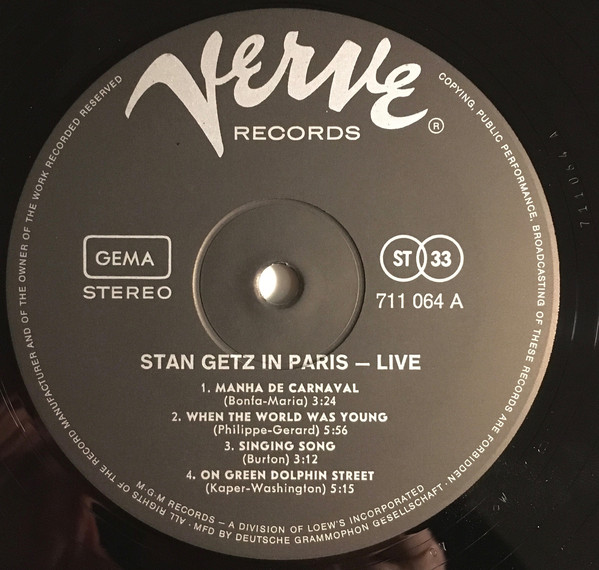 Verve
RECORDS ®
GEMA
STEREO
ST 33
711 064 A
STAN GETZ IN PARIS – LIVE
1. MANHA DE CARNAVAL
(Bonfa-Maria) 3:24
2. WHEN THE WORLD WAS YOUNG
(Philippe-Gerard) 5:56
3. SINGING SONG
(Burton) 3:12
4. ON GREEN DOLPHIN STREET
(Kaper-Washington) 5:15
M·G·M RECORDS – A DIVISION OF LOEW'S INCORPORATED
ALL RIGHTS OF THE RECORD MANUFACTURER AND OF THE OWNER OF THE WORK RECORDED RESERVED
COPYING, PUBLIC PERFORMANCE, BROADCASTING OF THESE RECORDS ARE FORBIDDEN
· MFD BY DEUTSCHE GRAMMOPHON GESELLSCHAFT ·